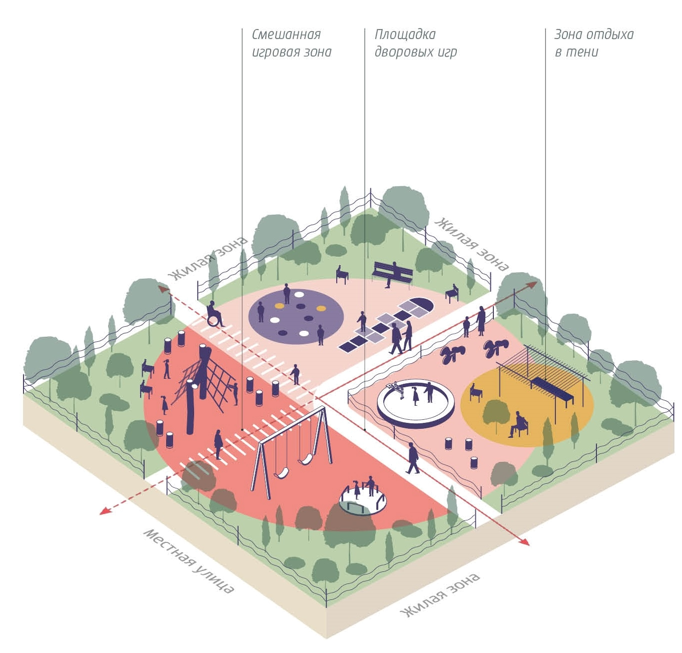 Смешанная
игровая зона
Площадка
дворовых игр
Зона отдыха
в тени
Жилая зона
Жилая зона
Местная улица
Жилая зона